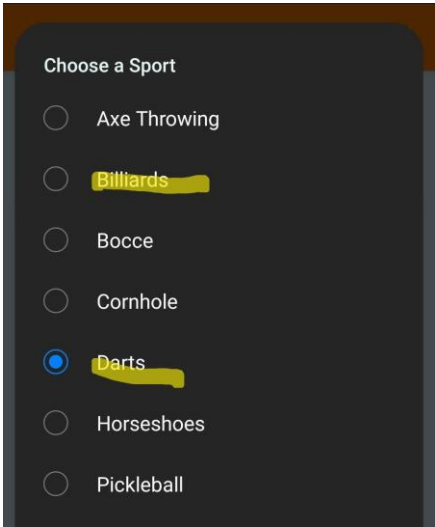 Choose a Sport
Axe Throwing
Billiards
Bocce
Cornhole
Darts
Horseshoes
Pickleball